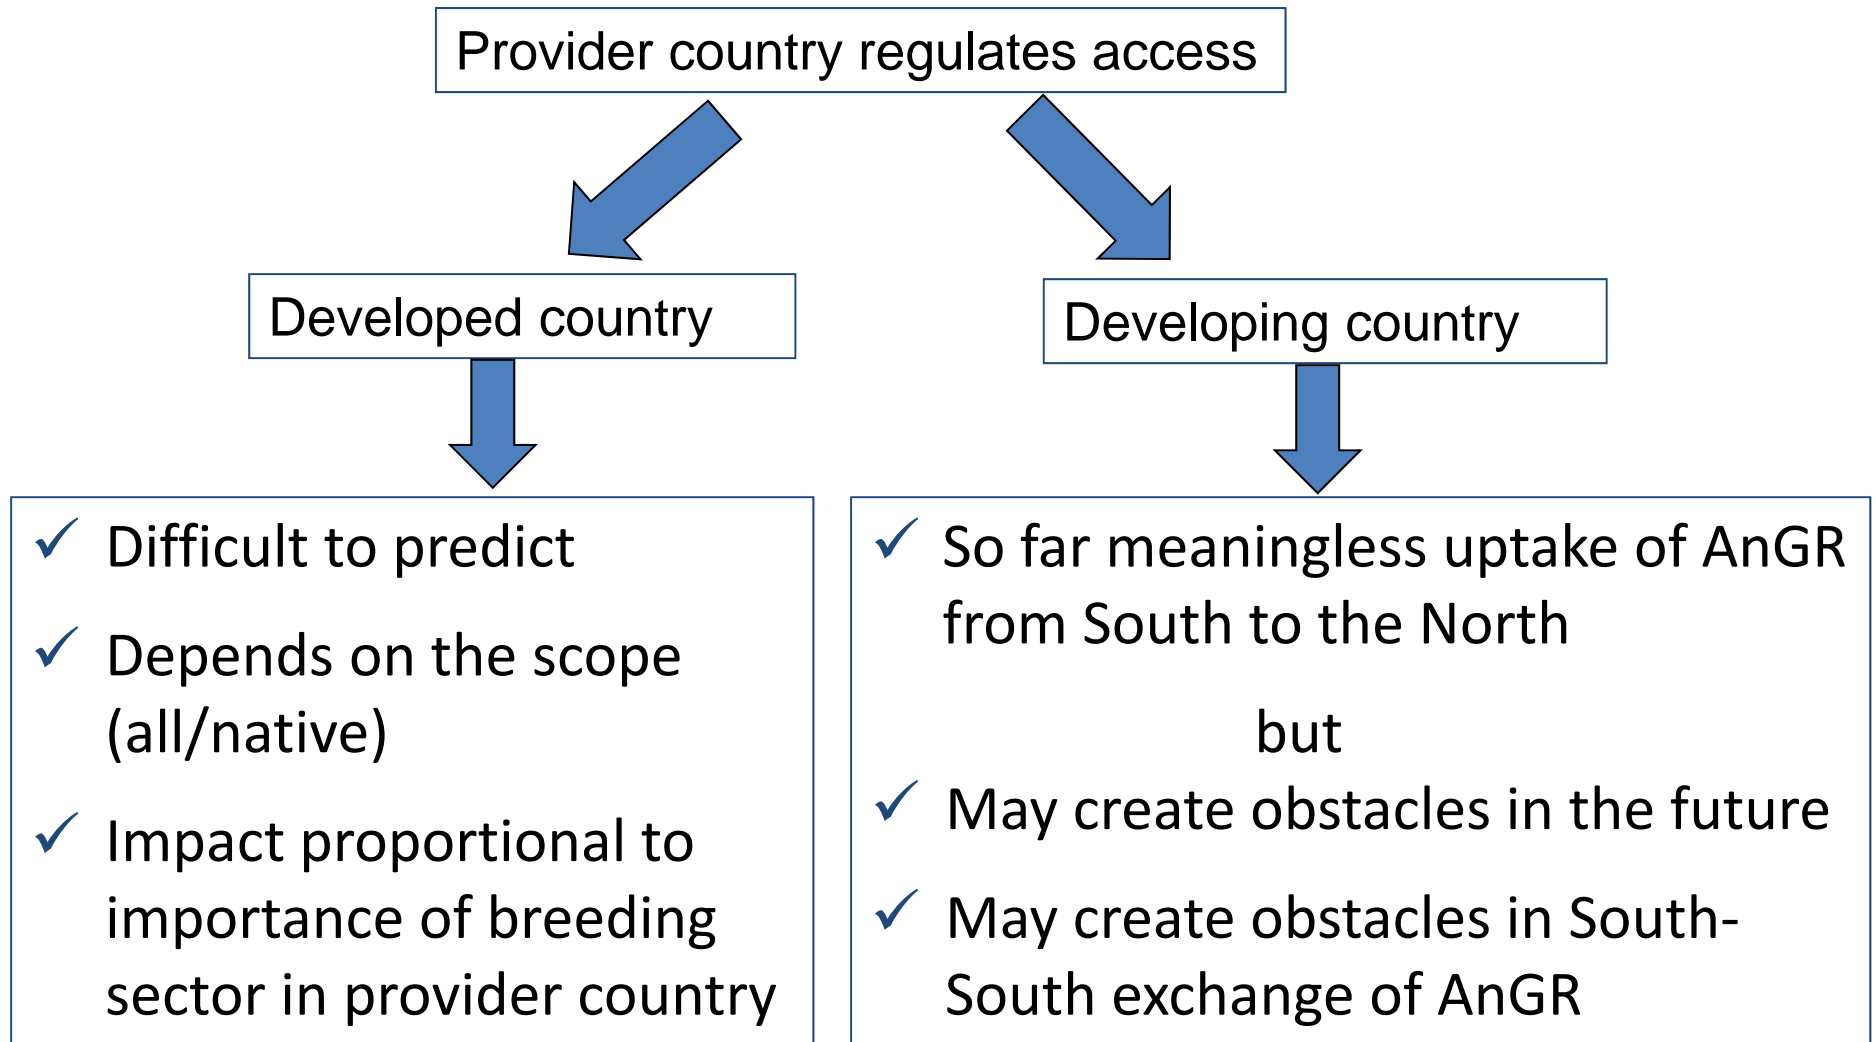 Provider country regulates access
Developed country
Developing country
✓ Difficult to predict
✓ Depends on the scope
(all/native)
✓ Impact proportional to
importance of breeding
sector in provider country
✓ So far meaningless uptake of AnGR
from South to the North
but
✓ May create obstacles in the future
✓ May create obstacles in South-
South exchange of AnGR